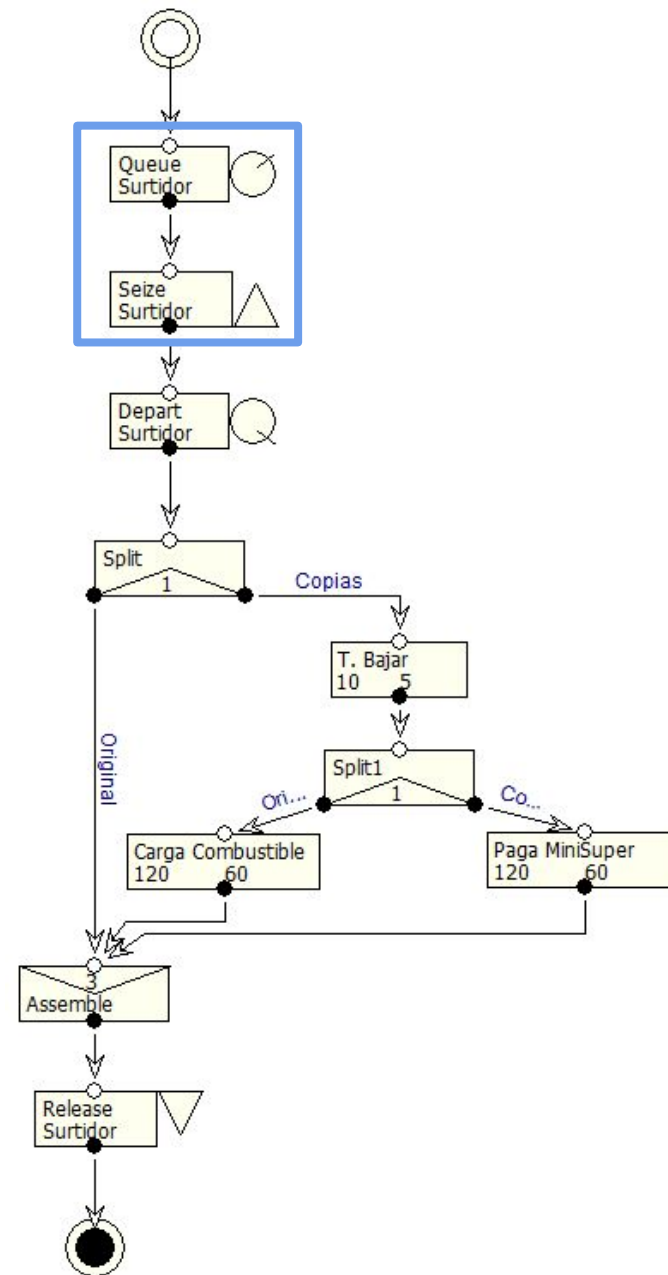 Queue
Surtidor
Seize
Surtidor
Depart
Surtidor
Split
1
Copias
T. Bajar
10 5
Original
Split1
1
Ori...
Co...
Carga Combustible
120 60
Paga MiniSuper
120 60
3
Assemble
Release
Surtidor